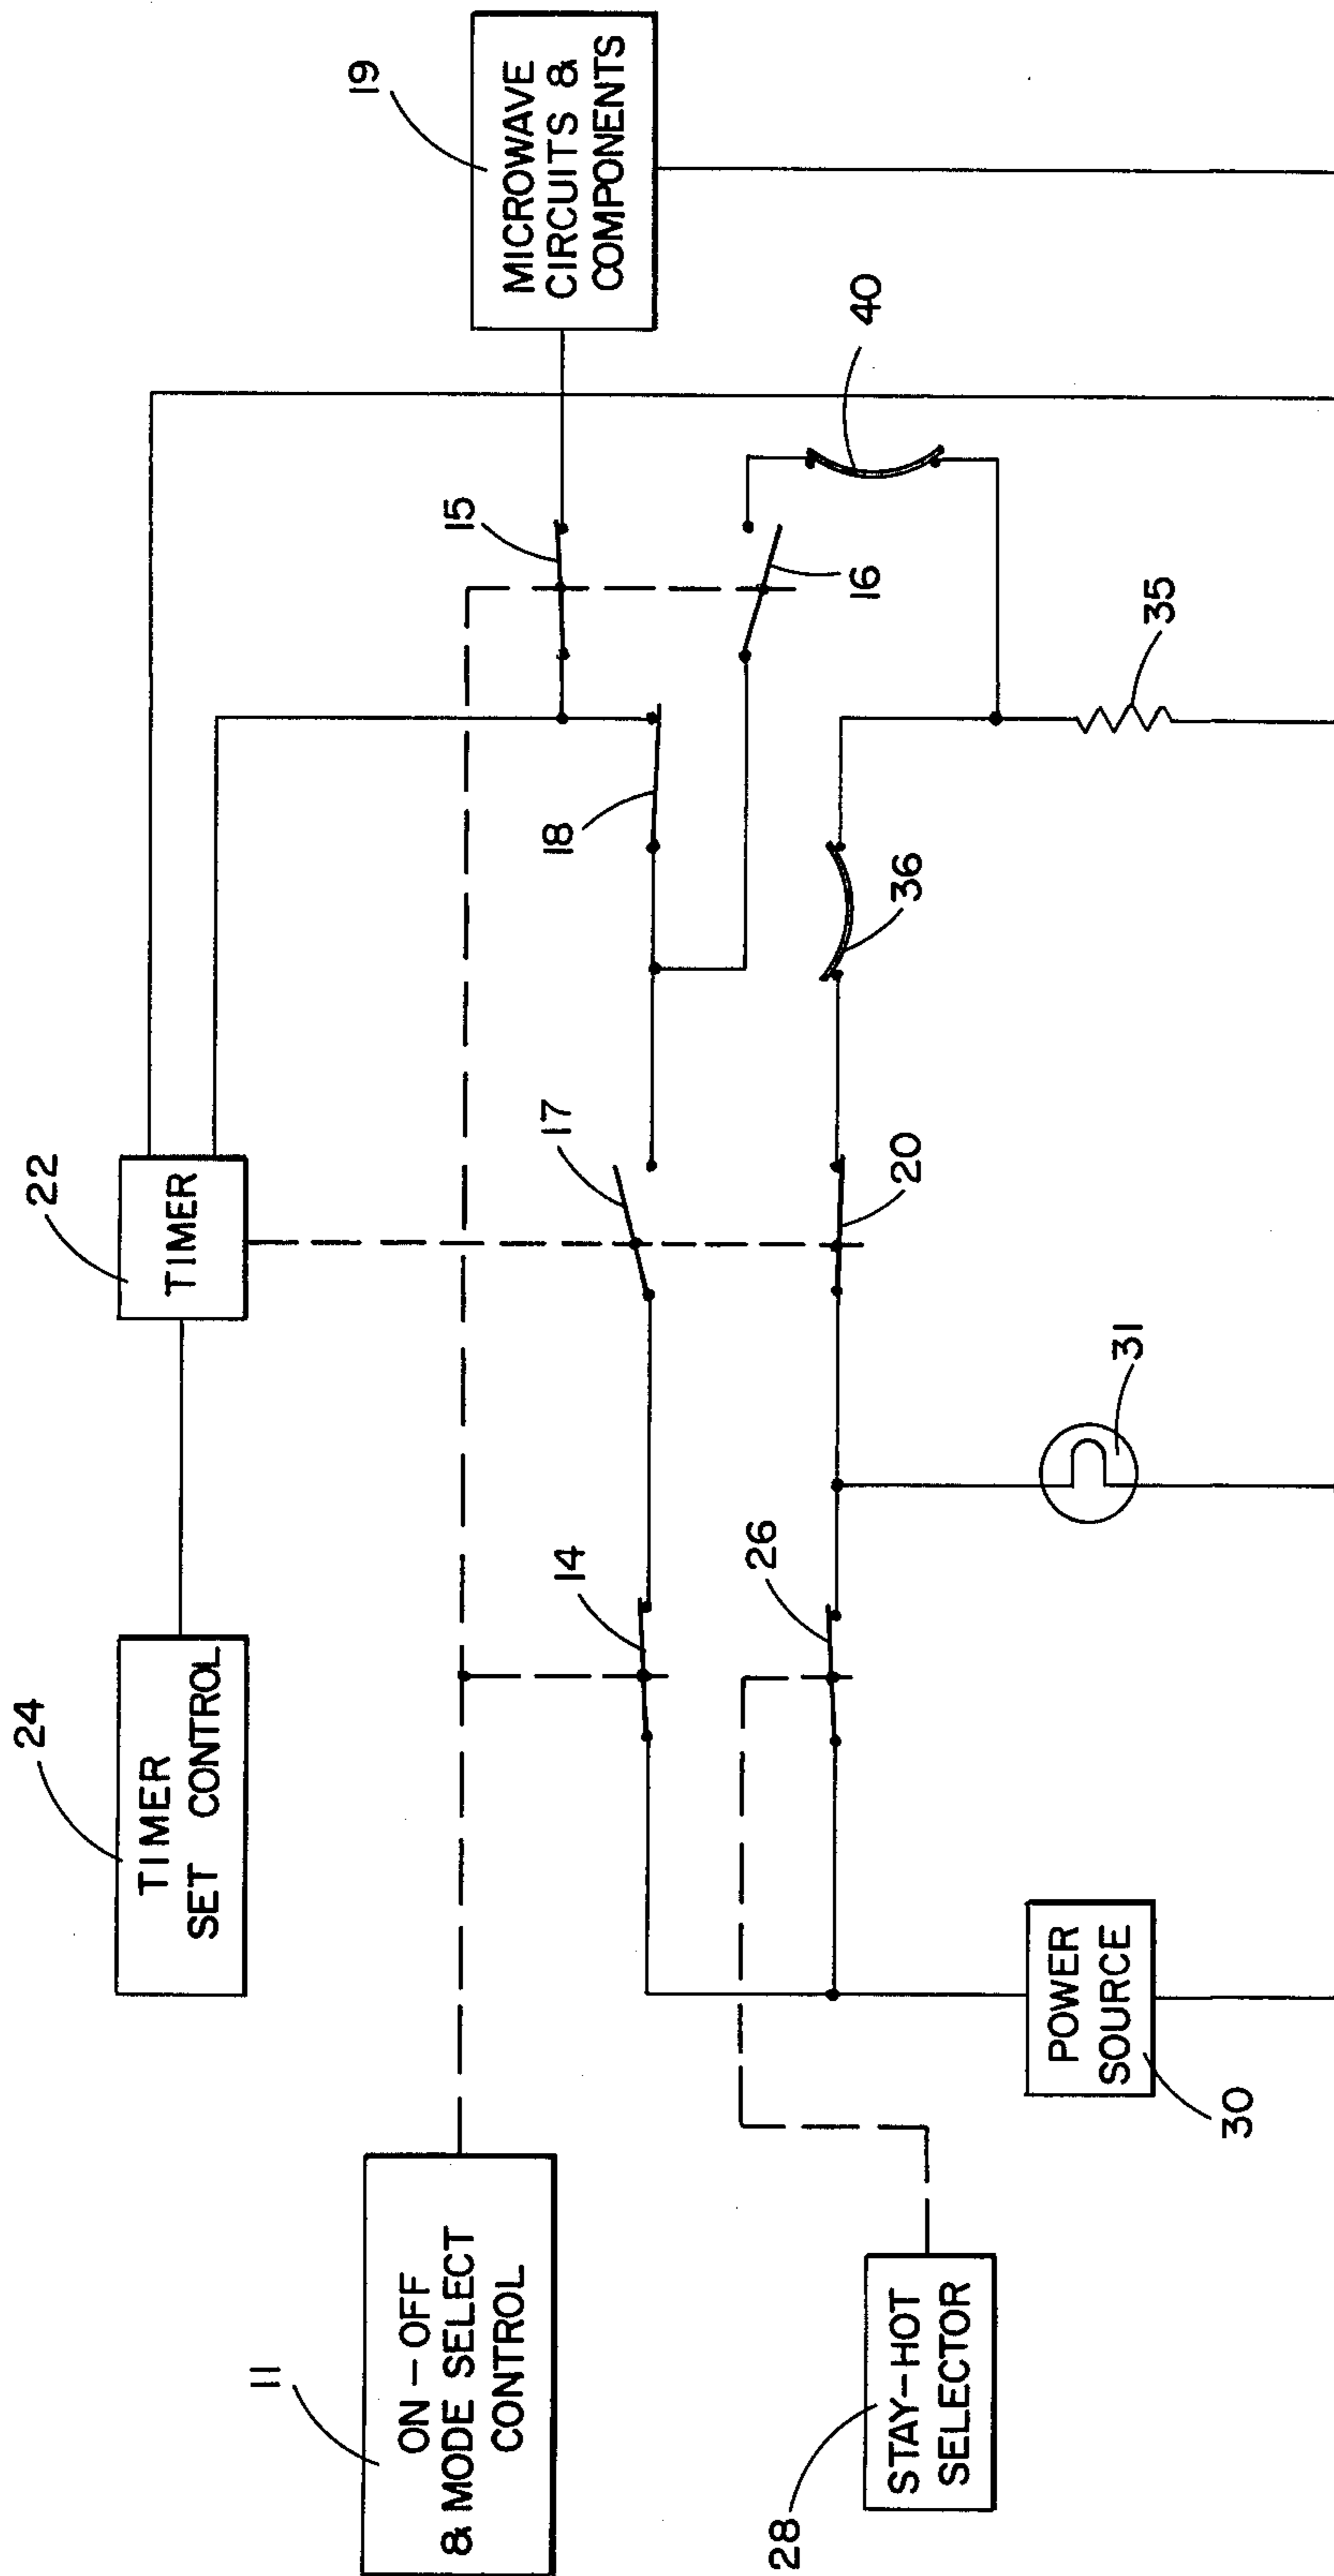 24
TIMER
SET CONTROL
22
TIMER
19
MICROWAVE
CIRCUITS &
COMPONENTS
11
ON-OFF
& MODE SELECT
CONTROL
14
17
18
15
16
40
28
STAY-HOT
SELECTOR
26
20
36
35
30
POWER
SOURCE
31